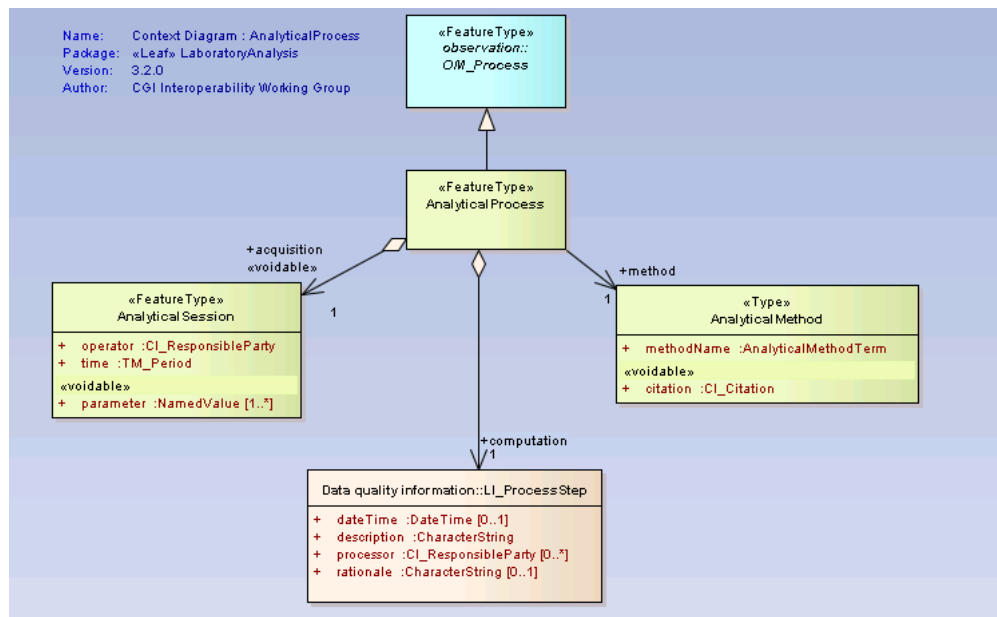 Name: Context Diagram : AnalyticalProcess
Package: «Leaf» LaboratoryAnalysis
Version: 3.2.0
Author: CGI Interoperability Working Group
«FeatureType»
observation::
OM_Process
«FeatureType»
AnalyticalProcess
+acquisition
«voidable»
1
+method
1
«FeatureType»
AnalyticalSession
+ operator :CI_ResponsibleParty
+ time :TM_Period
«voidable»
+ parameter :NamedValue [1..*]
«Type»
AnalyticalMethod
+ methodName :AnalyticalMethodTerm
«voidable»
+ citation :CI_Citation
+computation
1
Data quality information::LI_ProcessStep
+ dateTime :DateTime [0..1]
+ description :CharacterString
+ processor :CI_ResponsibleParty [0..*]
+ rationale :CharacterString [0..1]